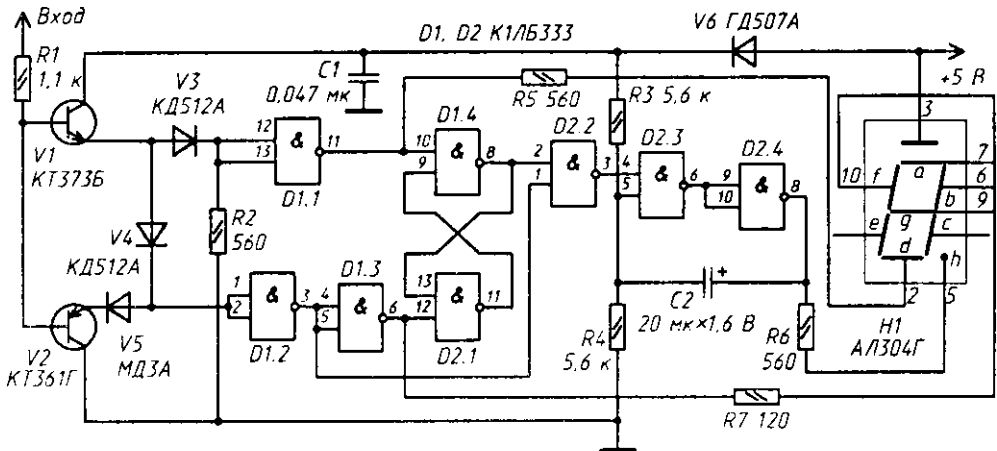 Вход
R1
1,1 к
V1
КТ373Б
V3
КД512А
V4
КД512А
V2
КТ361Г
V5
МД3А
R2
560
12
13
&
11
D1.1
1
2
&
3
D1.2
C1
0,047 мк
D1, D2 К1ЛБ333
D1.4
10
9
&
8
4
5
&
6
D1.3
13
12
&
11
D2.1
R5 560
D2.2
2
1
&
3
R3 5,6 к
D2.3
4
5
&
6
D2.4
9
10
&
8
V6 ГД507А
+5 В
C2
20 мк×1,6 В
R4
5,6 к
R6
560
R7 120
3
10
f
a
7
6
b
9
e
g
c
d
h
2
5
H1
АЛ304Г